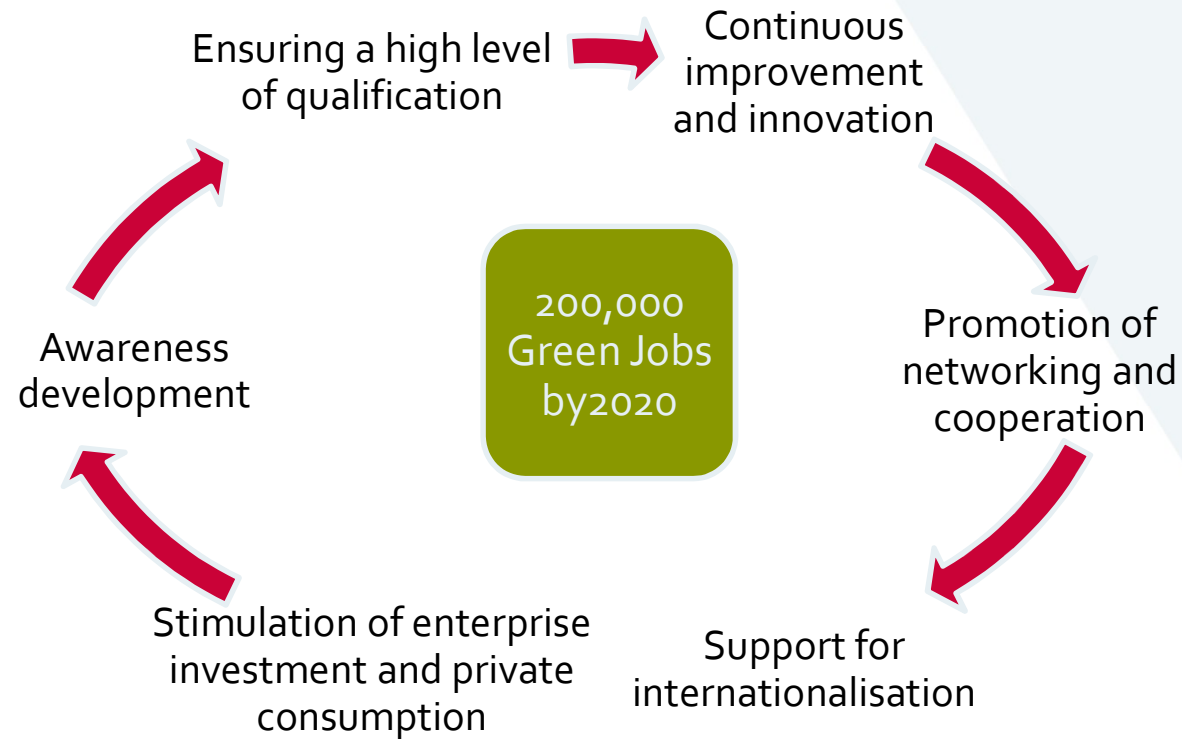 Ensuring a high level
of qualification
Continuous
improvement
and innovation
Promotion of
networking and
cooperation
Support for
internationalisation
Stimulation of enterprise
investment and private
consumption
Awareness
development
200,000
Green Jobs
by2020